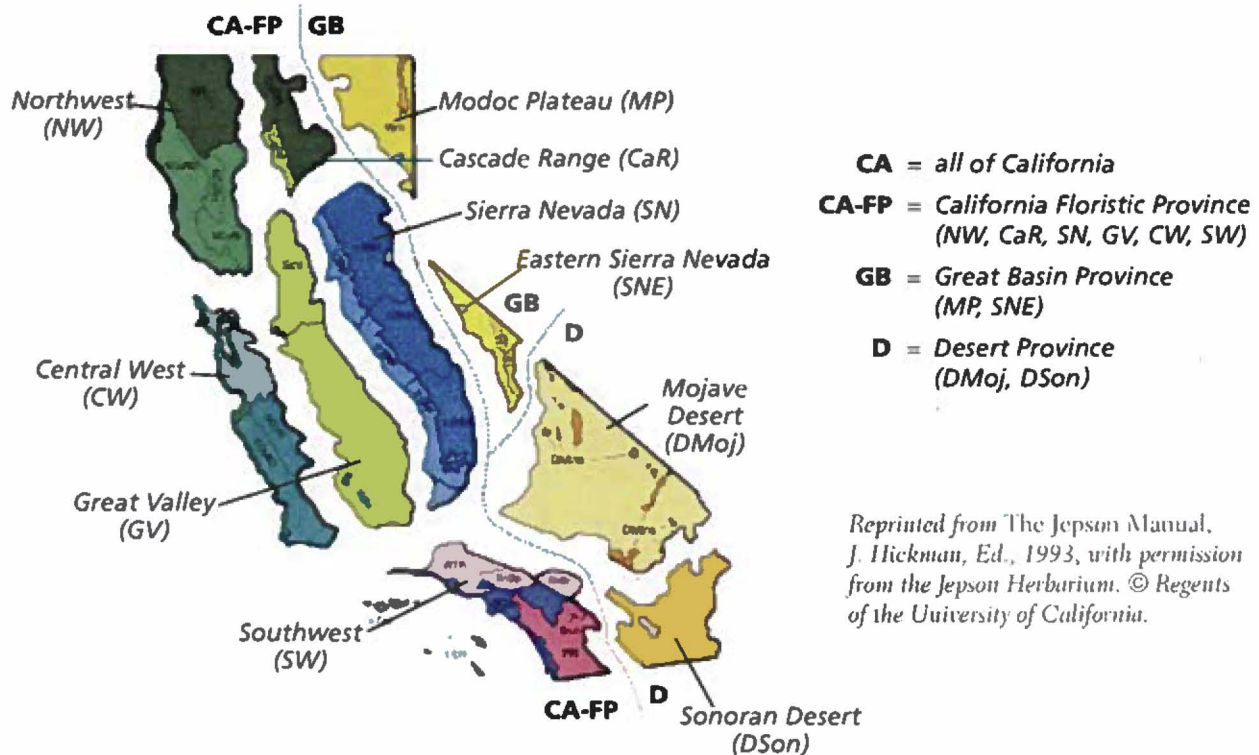 CA-FP GB
Northwest
(NW)
Modoc Plateau (MP)
Cascade Range (CaR)
Sierra Nevada (SN)
Eastern Sierra Nevada
(SNE)
GB
D
Central West
(CW)
Mojave
Desert
(DMoj)
Great Valley
(GV)
Southwest
(SW)
CA-FP
D
Sonoran Desert
(DSon)
CA = all of California
CA-FP = California Floristic Province
(NW, CaR, SN, GV, CW, SW)
GB = Great Basin Province
(MP, SNE)
D = Desert Province
(DMoj, DSon)
Reprinted from The Jepson Manual,
J. Hickman, Ed., 1993, with permission
from the Jepson Herbarium. © Regents
of the University of California.